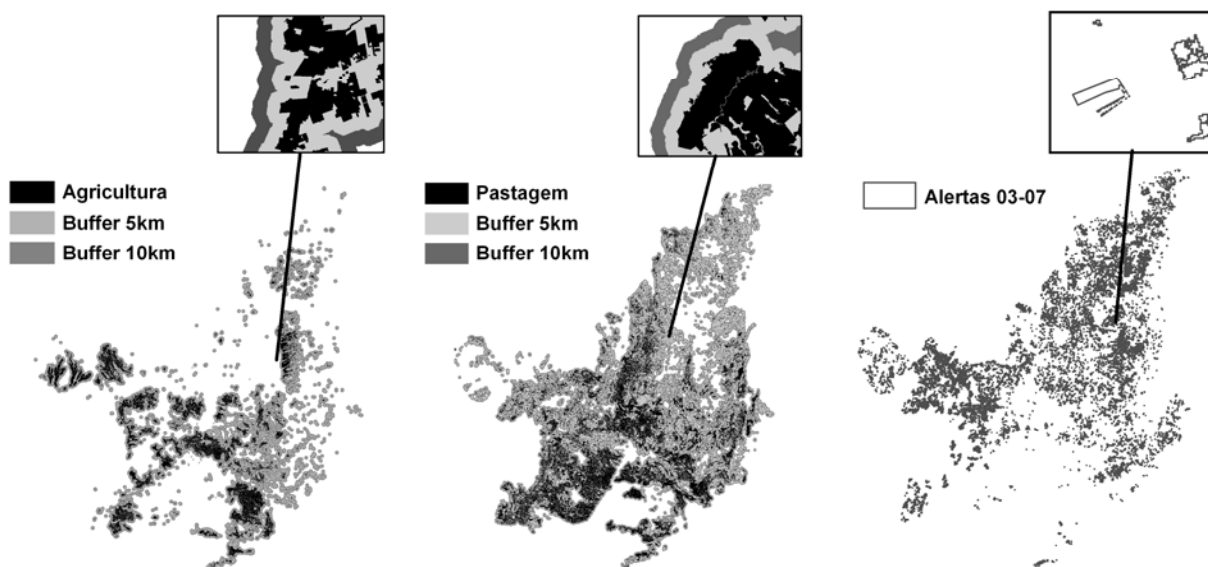 Agricultura
Buffer 5km
Buffer 10km
Pastagem
Buffer 5km
Buffer 10km
Alertas 03-07